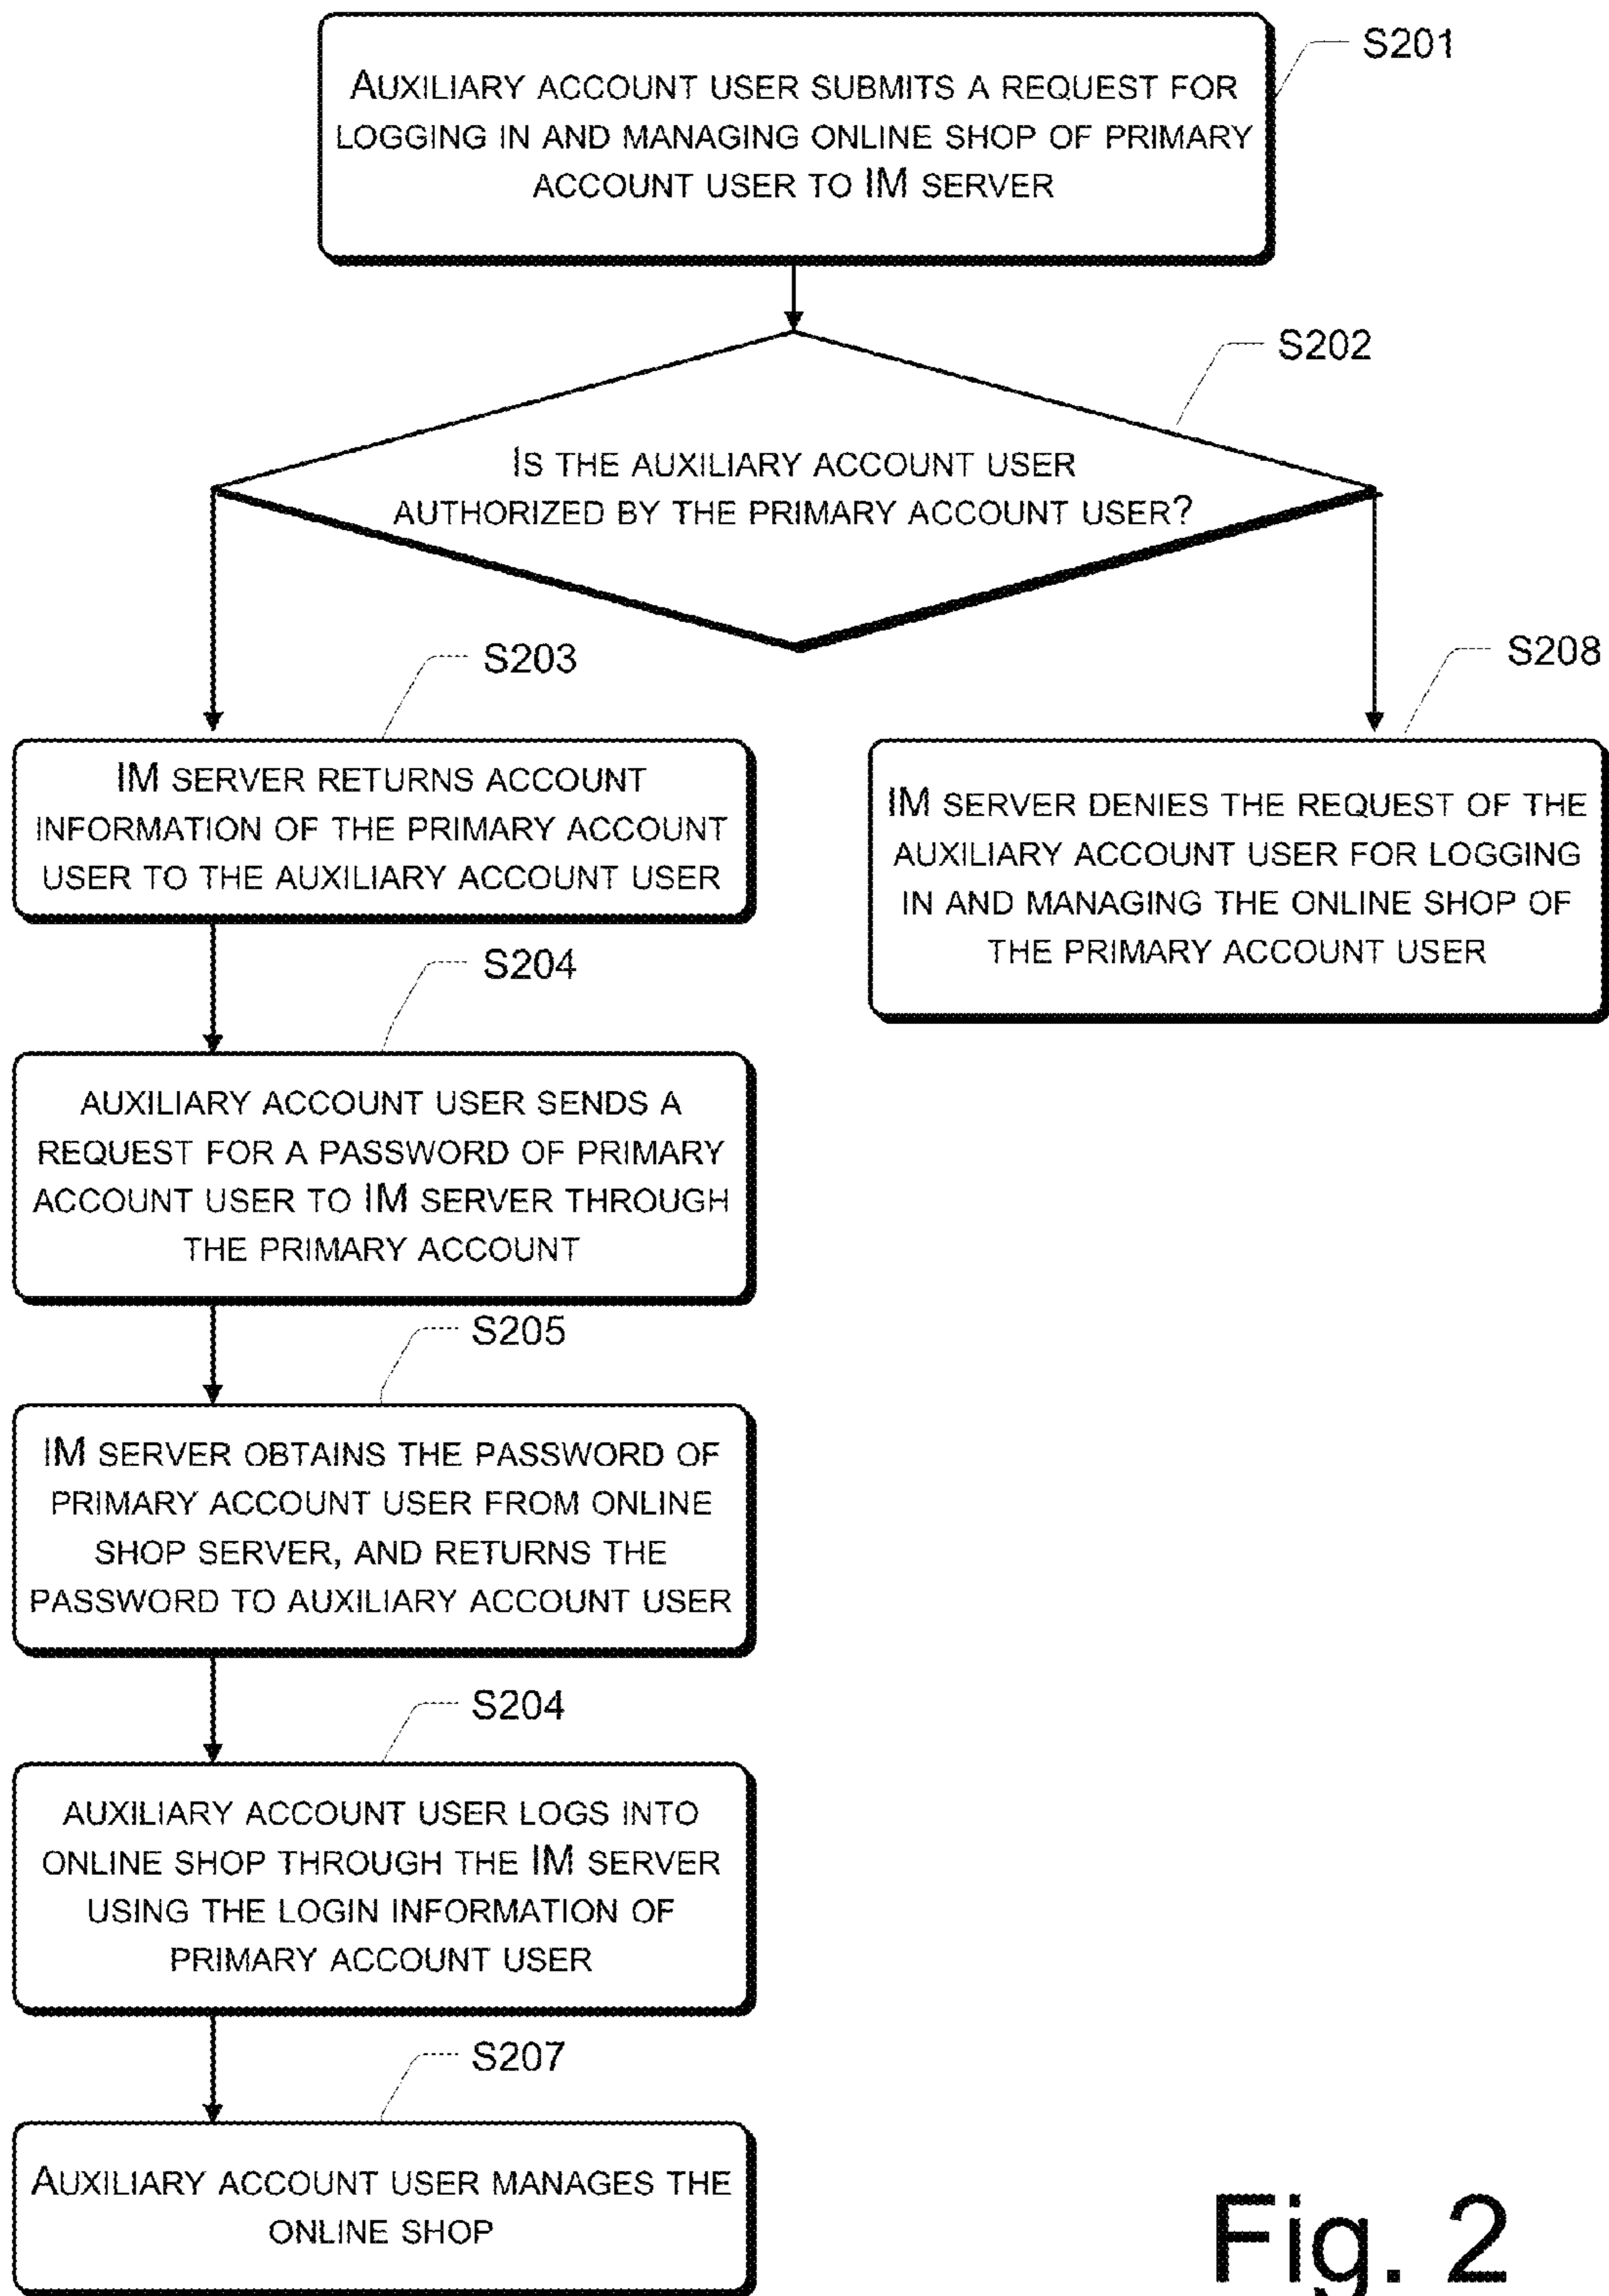 S201
AUXILIARY ACCOUNT USER SUBMITS A REQUEST FOR
LOGGING IN AND MANAGING ONLINE SHOP OF PRIMARY
ACCOUNT USER TO IM SERVER
S202
IS THE AUXILIARY ACCOUNT USER
AUTHORIZED BY THE PRIMARY ACCOUNT USER?
S203
IM SERVER RETURNS ACCOUNT
INFORMATION OF THE PRIMARY ACCOUNT
USER TO THE AUXILIARY ACCOUNT USER
S208
IM SERVER DENIES THE REQUEST OF THE
AUXILIARY ACCOUNT USER FOR LOGGING
IN AND MANAGING THE ONLINE SHOP OF
THE PRIMARY ACCOUNT USER
S204
AUXILIARY ACCOUNT USER SENDS A
REQUEST FOR A PASSWORD OF PRIMARY
ACCOUNT USER TO IM SERVER THROUGH
THE PRIMARY ACCOUNT
S205
IM SERVER OBTAINS THE PASSWORD OF
PRIMARY ACCOUNT USER FROM ONLINE
SHOP SERVER, AND RETURNS THE
PASSWORD TO AUXILIARY ACCOUNT USER
S204
AUXILIARY ACCOUNT USER LOGS INTO
ONLINE SHOP THROUGH THE IM SERVER
USING THE LOGIN INFORMATION OF
PRIMARY ACCOUNT USER
S207
AUXILIARY ACCOUNT USER MANAGES THE
ONLINE SHOP
Fig. 2